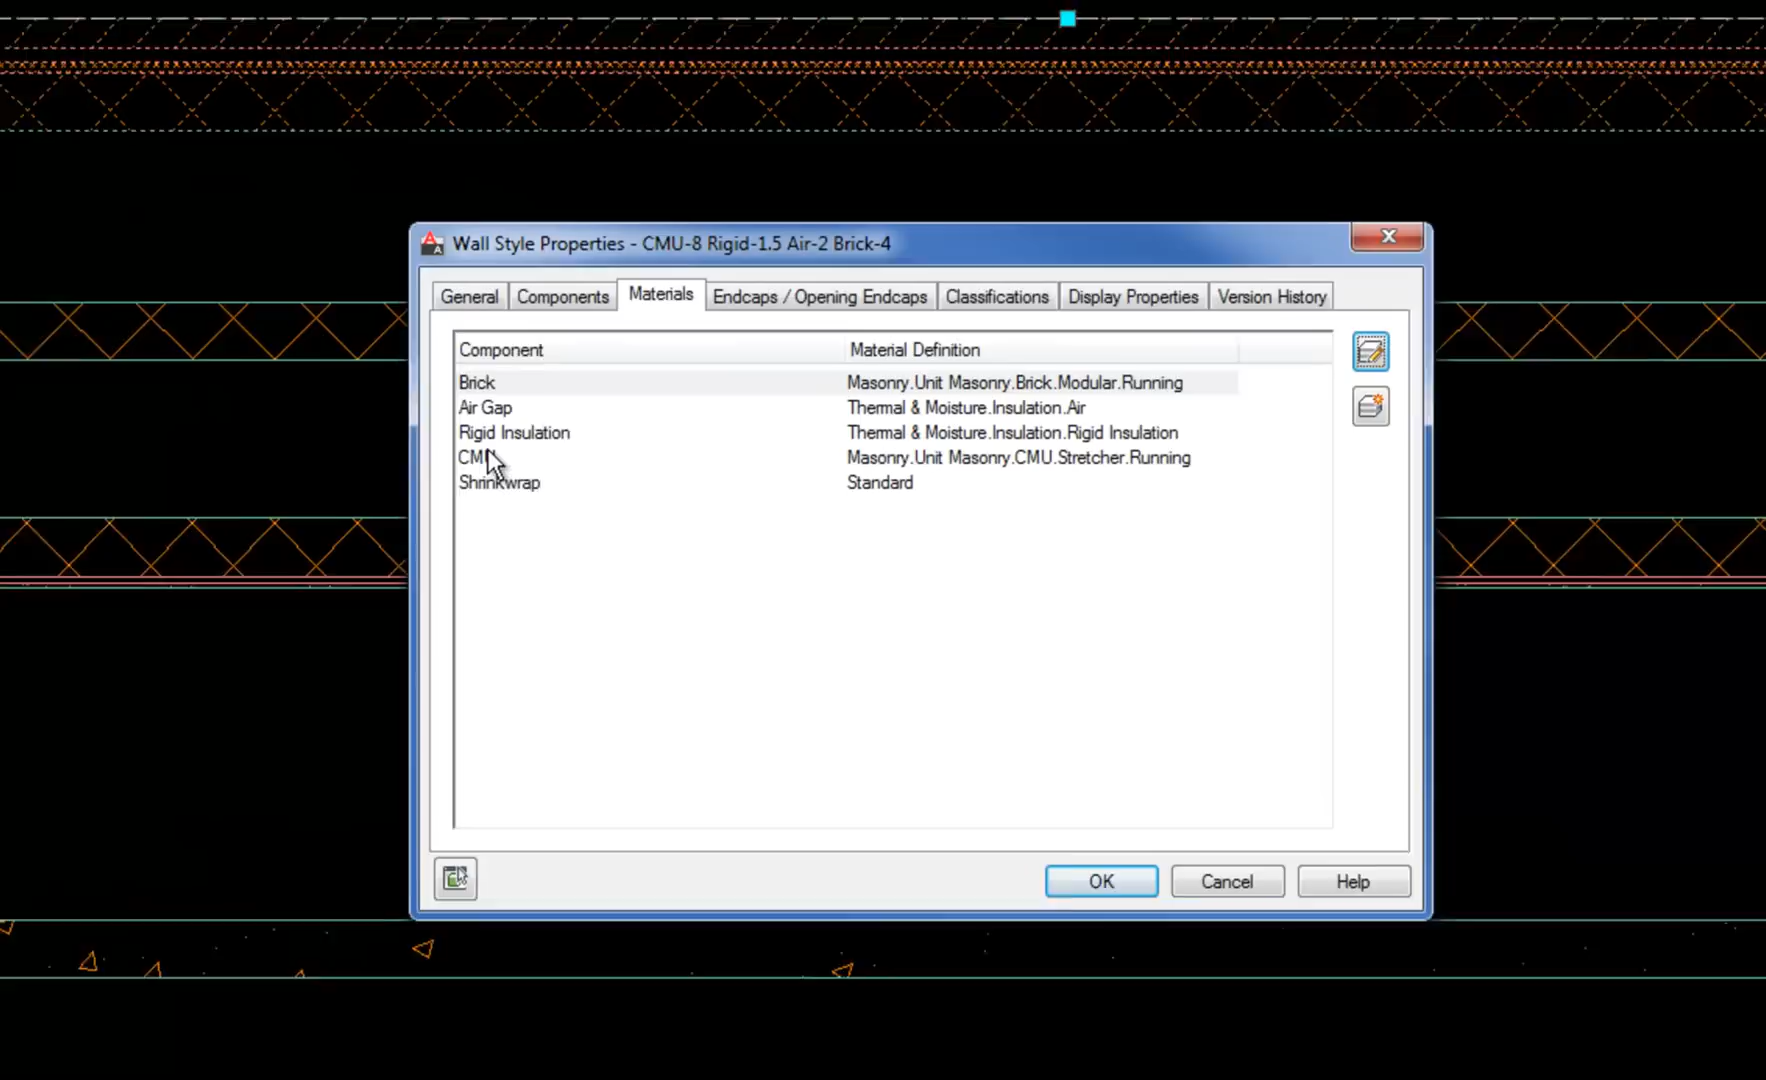 Wall Style Properties - CMU-8 Rigid-1.5 Air-2 Brick-4
General Components Materials Endcaps / Opening Endcaps Classifications Display Properties Version History
Component Material Definition
Brick Masonry.Unit Masonry.Brick.Modular.Running
Air Gap Thermal & Moisture.Insulation.Air
Rigid Insulation Thermal & Moisture.Insulation.Rigid Insulation
CMU Masonry.Unit Masonry.CMU.Stretcher.Running
Shrinkwrap Standard
OK Cancel Help